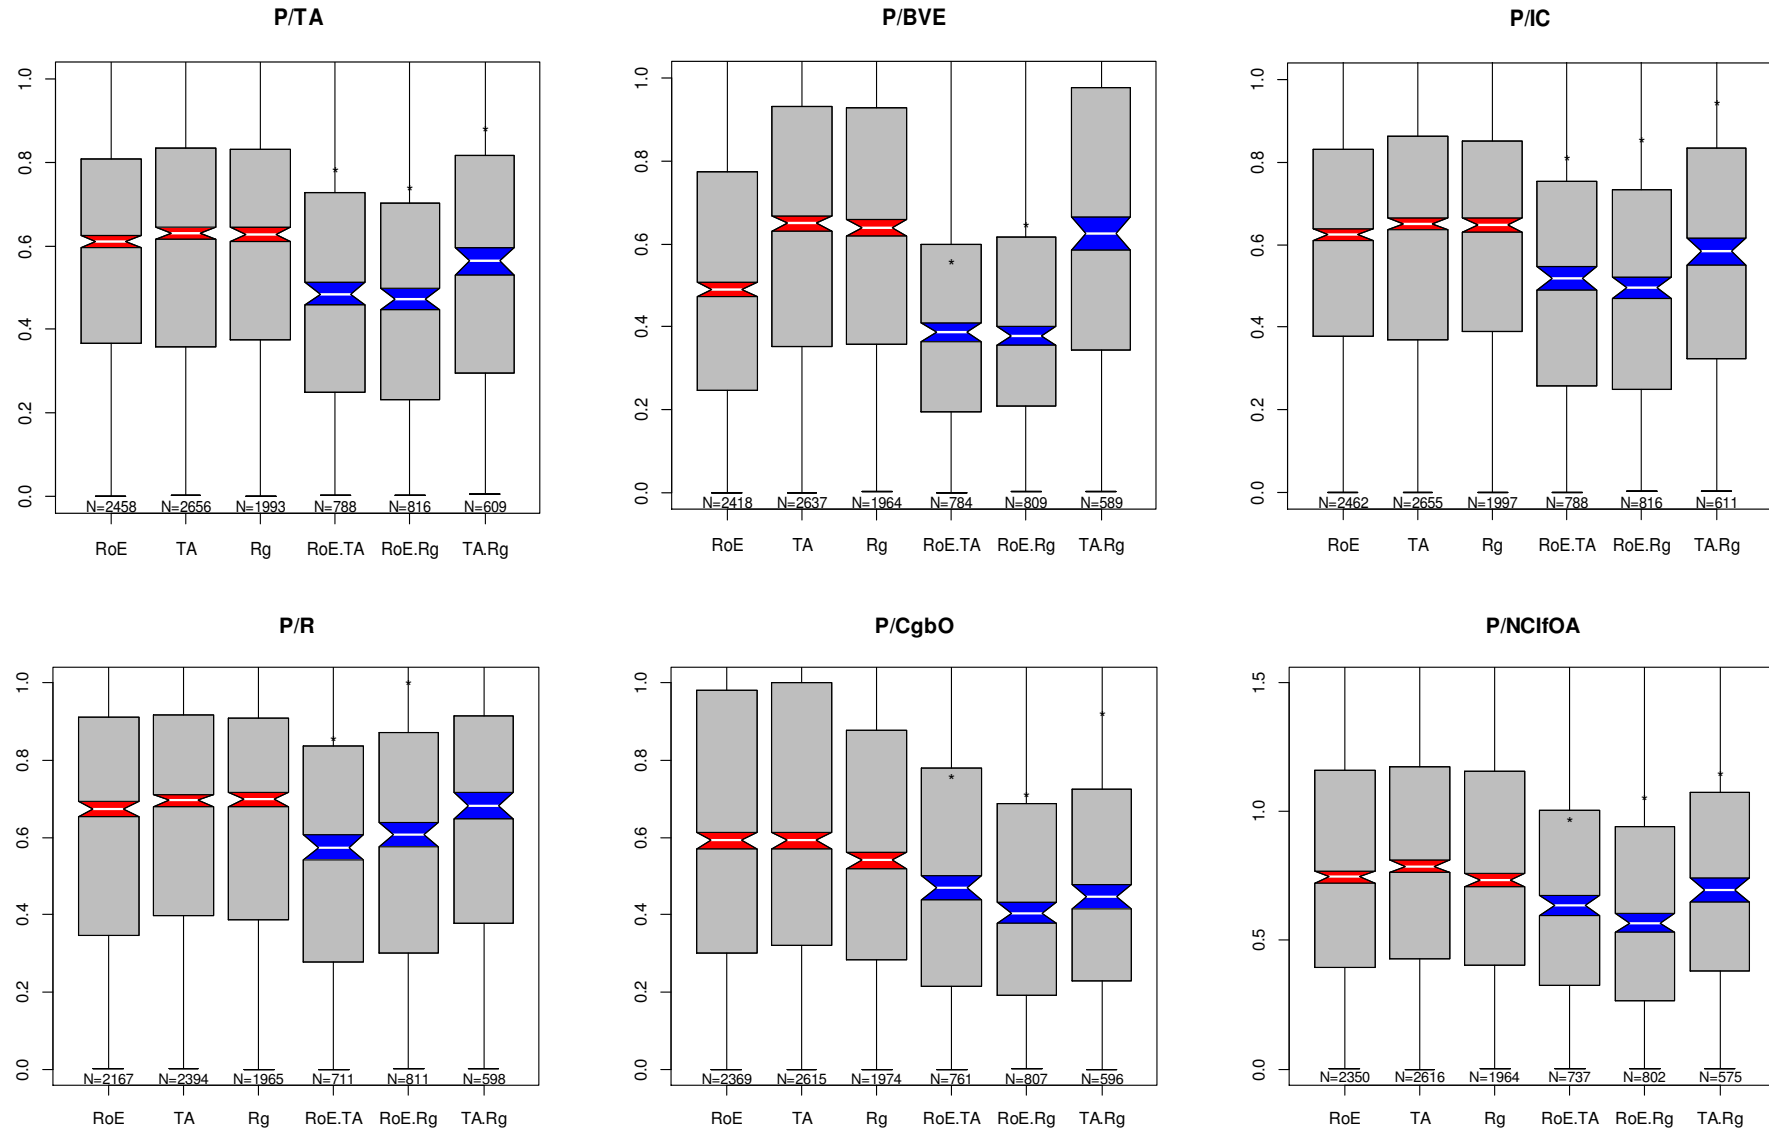 P/TA
P/BVE
P/IC
1.0
0.8
0.6
0.4
0.2
0.0
N=2458 N=2656 N=1993 N=788 N=816 N=609
RoE TA Rg RoE.TA RoE.Rg TA.Rg
1.0
0.8
0.6
0.4
0.2
0.0
N=2418 N=2637 N=1964 N=784 N=809 N=589
RoE TA Rg RoE.TA RoE.Rg TA.Rg
1.0
0.8
0.6
0.4
0.2
0.0
N=2462 N=2655 N=1997 N=788 N=816 N=611
RoE TA Rg RoE.TA RoE.Rg TA.Rg
P/R
P/CgbO
P/NCIfOA
1.0
0.8
0.6
0.4
0.2
0.0
N=2167 N=2394 N=1965 N=711 N=811 N=598
RoE TA Rg RoE.TA RoE.Rg TA.Rg
1.0
0.8
0.6
0.4
0.2
0.0
N=2369 N=2615 N=1974 N=761 N=807 N=596
RoE TA Rg RoE.TA RoE.Rg TA.Rg
1.5
1.0
0.5
0.0
N=2350 N=2616 N=1964 N=737 N=802 N=575
RoE TA Rg RoE.TA RoE.Rg TA.Rg